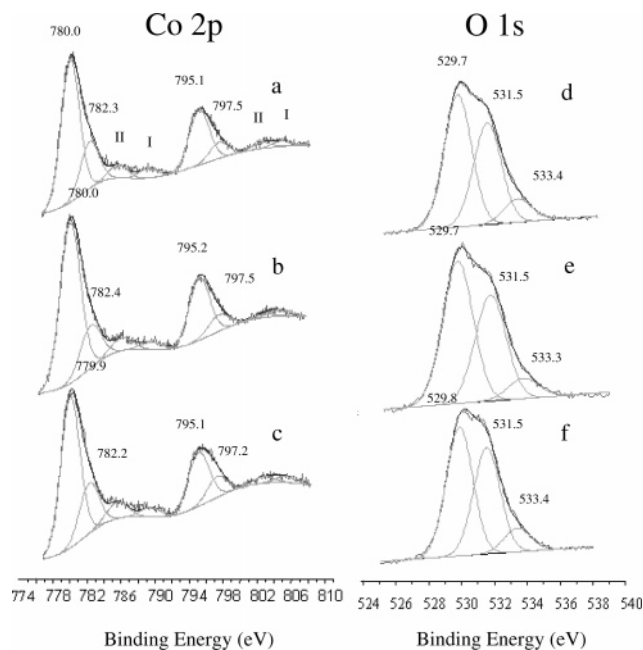 Co 2p
O 1s
780.0
782.3
II
I
795.1
797.5
II
I
a
529.7
531.5
533.4
d
780.0
782.4
795.2
797.5
b
529.7
531.5
533.3
e
779.9
782.2
795.1
797.2
c
529.8
531.5
533.4
f
774 778 782 786 790 794 798 802 806 810
524 526 528 530 532 534 536 538 540
Binding Energy (eV)
Binding Energy (eV)